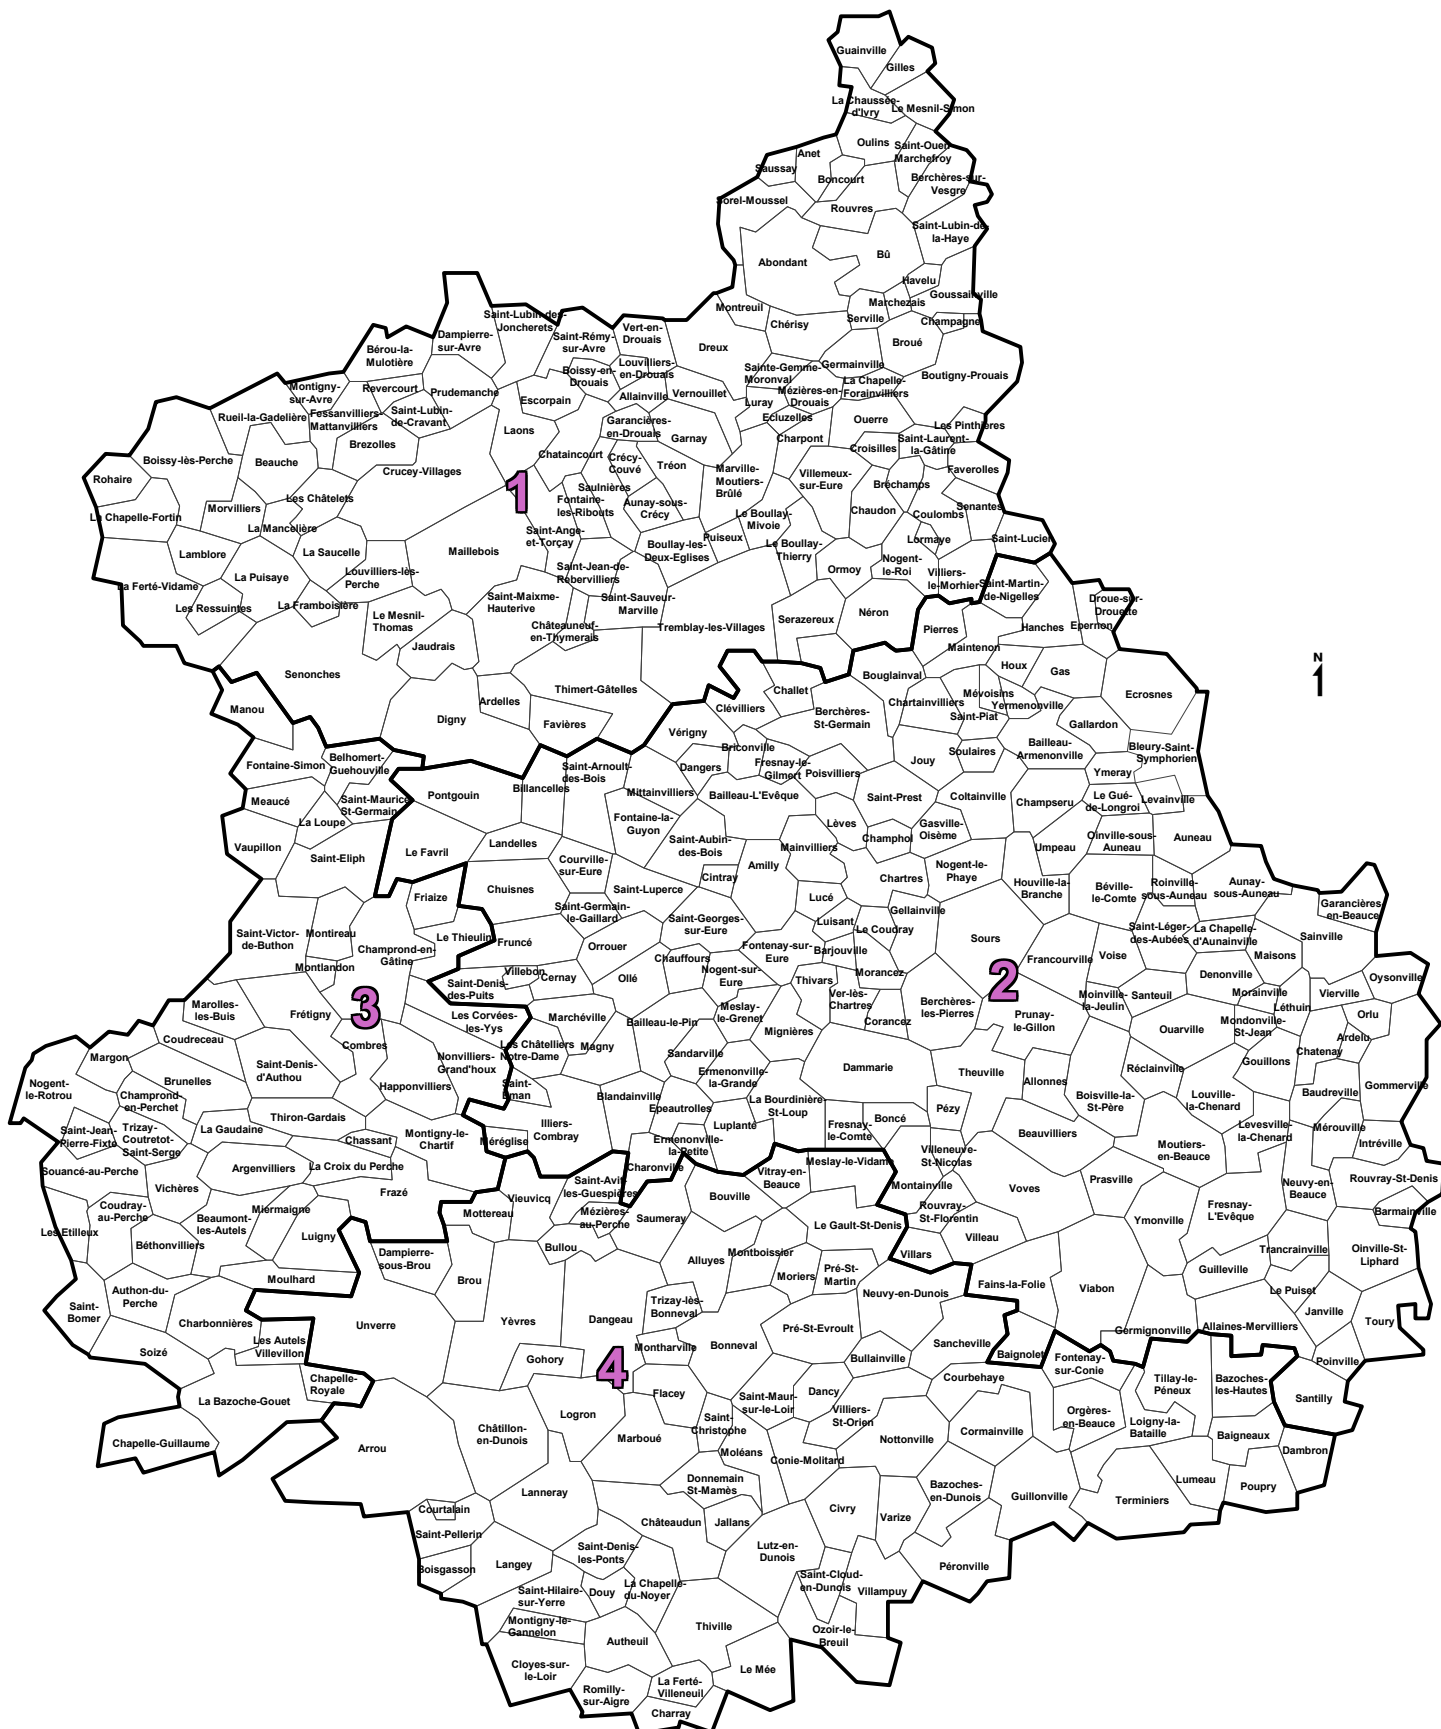 Guainville
Gilles
La Chaussée-
d'Ivry
Le Mesnil-Simon
Oulins
Saint-Ouen
Marchefroy
Anet
Saussay
Boncourt
Berchères-sur-
Vesgre
Sorel-Moussel
Rouvres
Saint-Lubin-de-
la-Haye
Abondant
Bû
Havelu
Goussainville
Marchezais
Montreuil
Chérisy
Serville
Champagne
Broué
Saint-Lubin-des-
Joncherets
Dampierre-
sur-Avre
Saint-Rémy-
sur-Avre
Vert-en-
Drouais
Dreux
Bérou-la-
Mulotière
Louvilliers-
en-Drouais
Boissy-en-
Drouais
Sainte-Gemme-
Moronval
Germainville
Boutigny-Prouais
Montigny-
sur-Avre
Revercourt
Prudemanche
Escorpain
Allainville
Vernouillet
Luray
Mézières-en-
Drouais
La Chapelle-
Forainvilliers
Rueil-la-Gadelière
Fessanvilliers-
Mattanvilliers
Saint-Lubin-
de-Cravant
Laons
Garancières-
en-Drouais
Garnay
Ecluzelles
Charpont
Ouerre
Les Pinthières
Croisilles
Saint-Laurent-
la-Gâtine
Brezolles
Boissy-lès-Perche
Beauche
Crucey-Villages
Chataincourt
Crécy-
Couvé
Tréon
Marville-
Moutiers-
Brûlé
Villemeux-
sur-Eure
Faverolles
Bréchamps
Rohaire
Saulnières
Fontaine-
les-Ribouts
Aunay-sous-
Crécy
Le Boullay-
Mivoie
Chaudon
Coulombs
Senantes
Les Châtelets
Morvilliers
1
La Chapelle-Fortin
La Mancelière
La Saucelle
Saint-Ange-
et-Torçay
Puiseux
Boullay-les-
Deux-Eglises
Le Boullay-
Thierry
Lormaye
Saint-Lucien
Lamblore
Maillebois
Ormoy
Nogent-
le-Roi
Villiers-
le-Morhier
Saint-Martin-
de-Nigelles
La Ferté-Vidame
La Puisaye
Louvilliers-lès-
Perche
Saint-Jean-de-
Rebervilliers
Saint-Maixme-
Hauterive
Saint-Sauveur-
Marville
Droue-sur-
Drouette
Les Ressuintes
La Framboisière
Le Mesnil-
Thomas
Châteauneuf-
en-Thymerais
Tremblay-les-Villages
Serazereux
Néron
Pierres
Hanches
Epernon
Jaudrais
Maintenon
Senonches
Thimert-Gâtelles
Ardelles
Bouglainval
Houx
Gas
N
Manou
Digny
Favières
Clévilliers
Challet
Berchères-
St-Germain
Chartainvilliers
Mévoisins
Saint-Piat
Yermenonville
Ecrosnes
Gallardon
Vérigny
Briconville
Fresnay-le-
Gilmert
Poisvilliers
Jouy
Soulaires
Bailleau-
Armenonville
Bleury-Saint-
Symphorien
Fontaine-Simon
Belhomert-
Guehouville
Saint-Arnoult-
des-Bois
Dangers
Ymeray
Meaucé
Saint-Maurice-
St-Germain
Pontgouin
Billancelles
Mittainvilliers
Bailleau-L'Evêque
Saint-Prest
Coltainville
Champseru
Le Gué-
de-Longroi
Levainville
La Loupe
Fontaine-la-
Guyon
Lèves
Champhol
Gasville-
Oisème
Oinville-sous-
Auneau
Auneau
Vaupillon
Saint-Eliph
Le Favril
Landelles
Saint-Aubin-
des-Bois
Mainvilliers
Umpeau
Courville-
sur-Eure
Amilly
Cintray
Chartres
Nogent-le-
Phaye
Houville-la-
Branche
Béville-
le-Comte
Roinville-
sous-Auneau
Aunay-
sous-Auneau
Friaize
Chuisnes
Saint-Luperce
Lucé
Garancières-
en-Beauce
Saint-Germain-
le-Gaillard
Saint-Georges-
sur-Eure
Luisant
Le Coudray
Gellainville
Saint-Victor-
de-Buthon
Montireau
Champrond-en-
Gâtine
Le Thieulin
Fruncé
Orrouer
Fontenay-sur-
Eure
Barjouville
Sours
Saint-Léger-
des-Aubées
La Chapelle-
d'Aunainville
Sainville
Montlandon
Villebon
Cernay
Ollé
Chauffours
Nogent-sur-
Eure
Thivars
Morancez
Francourville
Voise
Maisons
Saint-Denis-
des-Puits
2
Denonville
Oysonville
Marolles-
les-Buis
3
Frétigny
Les Corvées-
les-Yys
Marchéville
Bailleau-le-Pin
Meslay-
le-Grenet
Mignières
Ver-lès-
Chartres
Corancez
Berchères-
les-Pierres
Prunay-
le-Gillon
Moinville-
la-Jeulin
Santeuil
Morainville
Léthuin
Vierville
Orlu
Coudreceau
Combres
Les Châtelliers
Notre-Dame
Magny
Sandarville
Ouarville
Mondonville-
St-Jean
Ardelu
Margon
Saint-Denis-
d'Authou
Nonvilliers-
Grand'houx
Ermenonville-
la-Grande
Dammarie
Theuville
Réclainville
Gouillons
Chatenay
Nogent-
le-Rotrou
Brunelles
Happonvilliers
Saint-
Eman
Blandainville
Epeautrolles
La Bourdinière-
St-Loup
Allonnes
Boisville-la-
St-Père
Louville-
la-Chenard
Baudreville
Gommerville
Champrond-
en-Perchet
Thiron-Gardais
Pézy
Saint-Jean-
Pierre-Fixte
Trizay-
Coutretot-
Saint-Serge
La Gaudaine
Chassant
Montigny-le-
Chartif
Méréglise
Illiers-
Combray
Ermenonville-
la-Petite
Luplanté
Fresnay-
le-Comte
Boncé
Beauvilliers
Levesville-
la-Chenard
Mérouville
Intréville
Souancé-au-Perche
Argenvilliers
La Croix du Perche
Charonville
Meslay-le-Vidame
Villeneuve-
St-Nicolas
Moutiers-
en-Beauce
Vichères
Frazé
Vieuvicq
Saint-Avit-
les-Guespières
Bouville
Vitray-en-
Beauce
Montainville
Voves
Prasville
Neuvy-en-
Beauce
Rouvray-St-Denis
Coudray-
au-Perche
Miermaigne
Mottereau
Mézières-
au-Perche
Saumeray
Rouvray-
St-Florentin
Fresnay-
L'Evêque
Barmainville
Les Etilleux
Beaumont-
les-Autels
Luigny
Le Gault-St-Denis
Villeau
Ymonville
Béthonvilliers
Dampierre-
sous-Brou
Bullou
Alluyes
Montboissier
Villars
Trancrainville
Oinville-St-
Liphard
Moulhard
Brou
Moriers
Pré-St-
Martin
Fains-la-Folie
Viabon
Guilleville
Le Puiset
Authon-du-
Perche
Trizay-lès-
Bonneval
Neuvy-en-Dunois
Janville
Saint-
Bomer
Charbonnières
Unverre
Yèvres
Dangeau
Pré-St-Evroult
Germignonville
Allaines-Mervilliers
Toury
Soizé
Les Autels
Villevillon
Gohory
4
Montharville
Bonneval
Bullainville
Sancheville
Baignolet
Fontenay-
sur-Conie
Poinville
Chapelle-
Royale
Courbehaye
Tillay-le-
Péneux
Bazoches-
les-Hautes
Santilly
La Bazoche-Gouet
Flacey
Saint-Maur-
sur-le-Loir
Dancy
Logron
Saint-
Christophe
Villiers-
St-Orien
Orgères-
en-Beauce
Loigny-la-
Bataille
Chapelle-Guillaume
Arrou
Châtillon-
en-Dunois
Marboué
Moléans
Conie-Molitard
Nottonville
Cormainville
Baigneaux
Dambron
Lanneray
Donnemain
St-Mamès
Bazoches-
en-Dunois
Guillonville
Terminiers
Lumeau
Poupry
Courtalain
Châteaudun
Jallans
Civry
Varize
Saint-Pellerin
Saint-Denis-
les-Ponts
Lutz-en-
Dunois
Boisgasson
Langey
Péronville
Saint-Hilaire-
sur-Yerre
Douy
La Chapelle-
du-Noyer
Saint-Cloud-
en-Dunois
Villampuy
Montigny-le-
Gannelon
Autheuil
Thiville
Ozoir-le-
Breuil
Cloyes-sur-
le-Loir
Le Mée
Romilly-
sur-Aigre
La Ferté-
Villeneuil
Charray